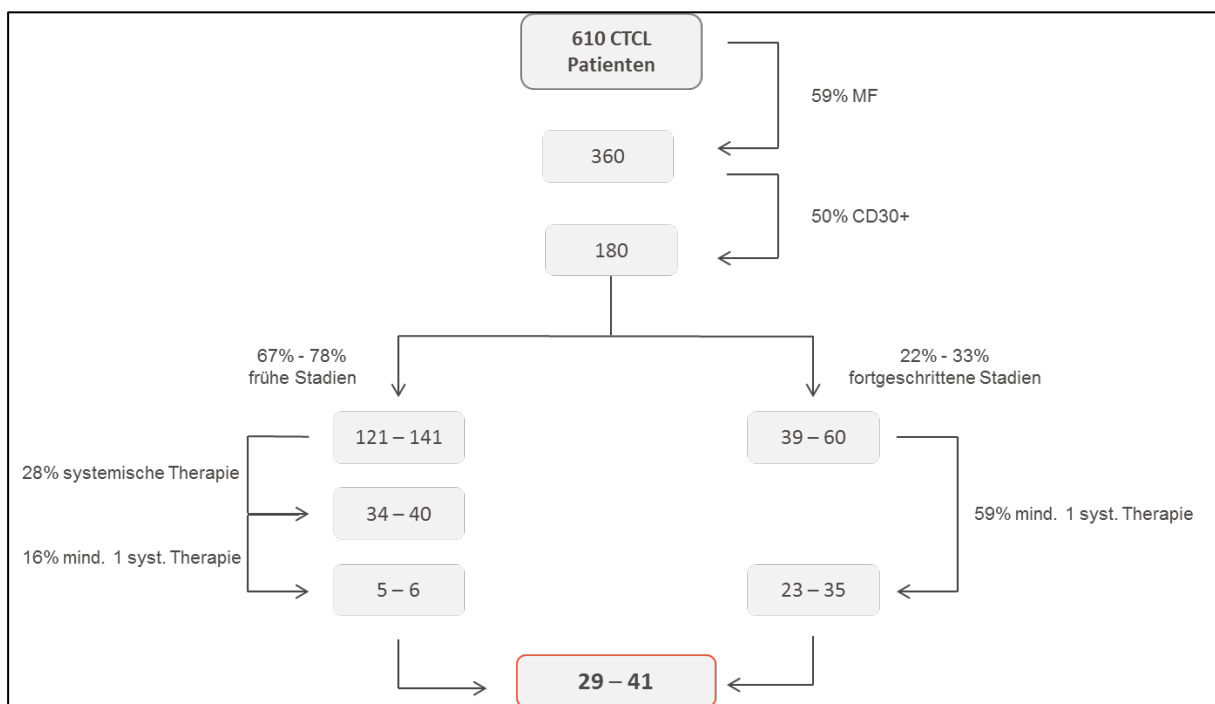 610 CTCL
Patienten
59% MF
360
50% CD30+
180
67% - 78%
frühe Stadien
22% - 33%
fortgeschrittene Stadien
121 – 141
39 – 60
28% systemische Therapie
34 – 40
59% mind. 1 syst. Therapie
16% mind. 1 syst. Therapie
5 – 6
23 – 35
29 – 41